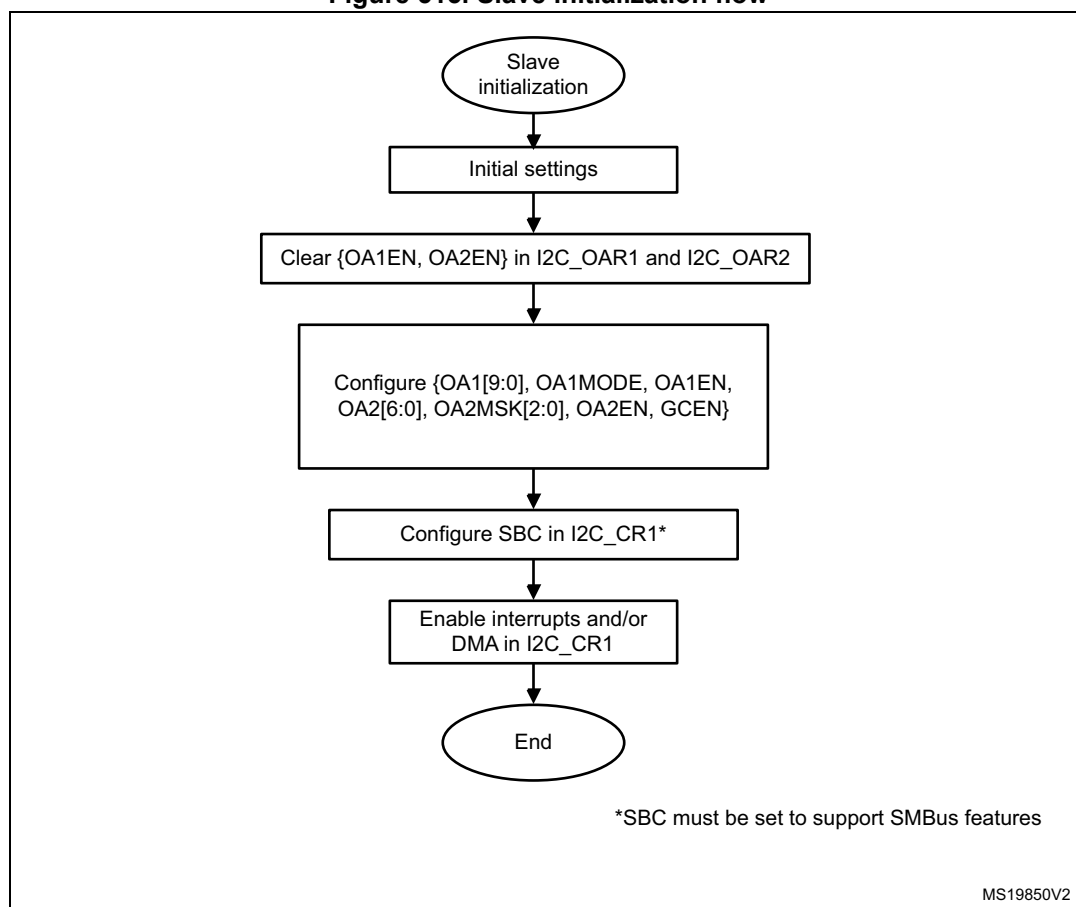 Slave
initialization
Initial settings
Clear {OA1EN, OA2EN} in I2C_OAR1 and I2C_OAR2
Configure {OA1[9:0], OA1MODE, OA1EN,
OA2[6:0], OA2MSK[2:0], OA2EN, GCEN}
Configure SBC in I2C_CR1*
Enable interrupts and/or
DMA in I2C_CR1
End
*SBC must be set to support SMBus features
MS19850V2